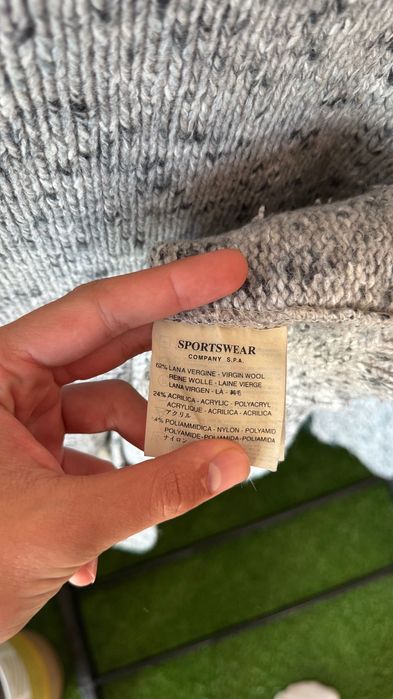 SPORTSWEAR
COMPANY S.P.A.
62% LANA VERGINE - VIRGIN WOOL
REINE WOLLE - LAINE VIERGE
LANA VIRGEN - LÀ - 純毛
24% ACRILICA - ACRYLIC - POLYACRYL
ACRYLIQUE - ACRILICA - ACRILICA
アクリル
4% POLIAMMIDICA - NYLON - POLYAMID
POLYAMIDE - POLIAMIDA - POLIAMIDA
ナイロン